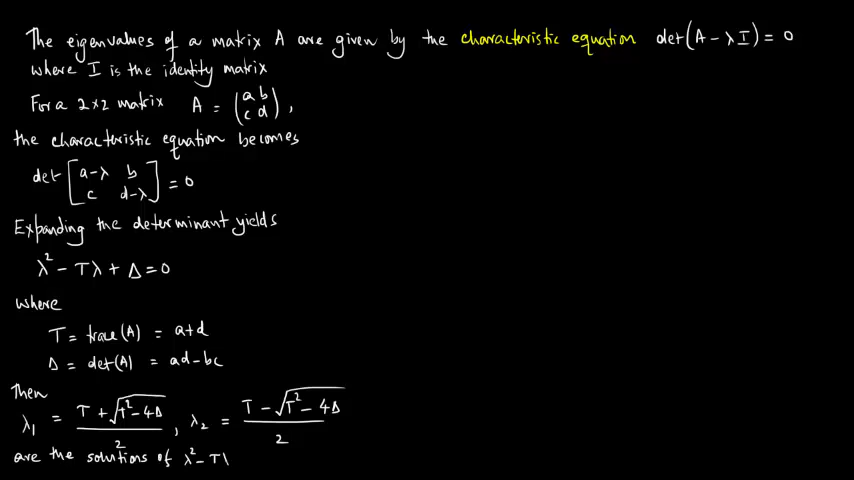 The eigenvalues of a matrix A are given by the characteristic equation det(A - λI) = 0
where I is the identity matrix
For a 2×2 matrix A = (a b
c d),
the characteristic equation becomes
det [a-λ b
c d-λ] = 0
Expanding the determinant yields
λ² - Tλ + Δ = 0
where
T = trace(A) = a+d
Δ = det(A) = ad - bc
Then
λ₁ = (T + √(T² - 4Δ))/2, λ₂ = (T - √(T² - 4Δ))/2
are the solutions of λ² - T\